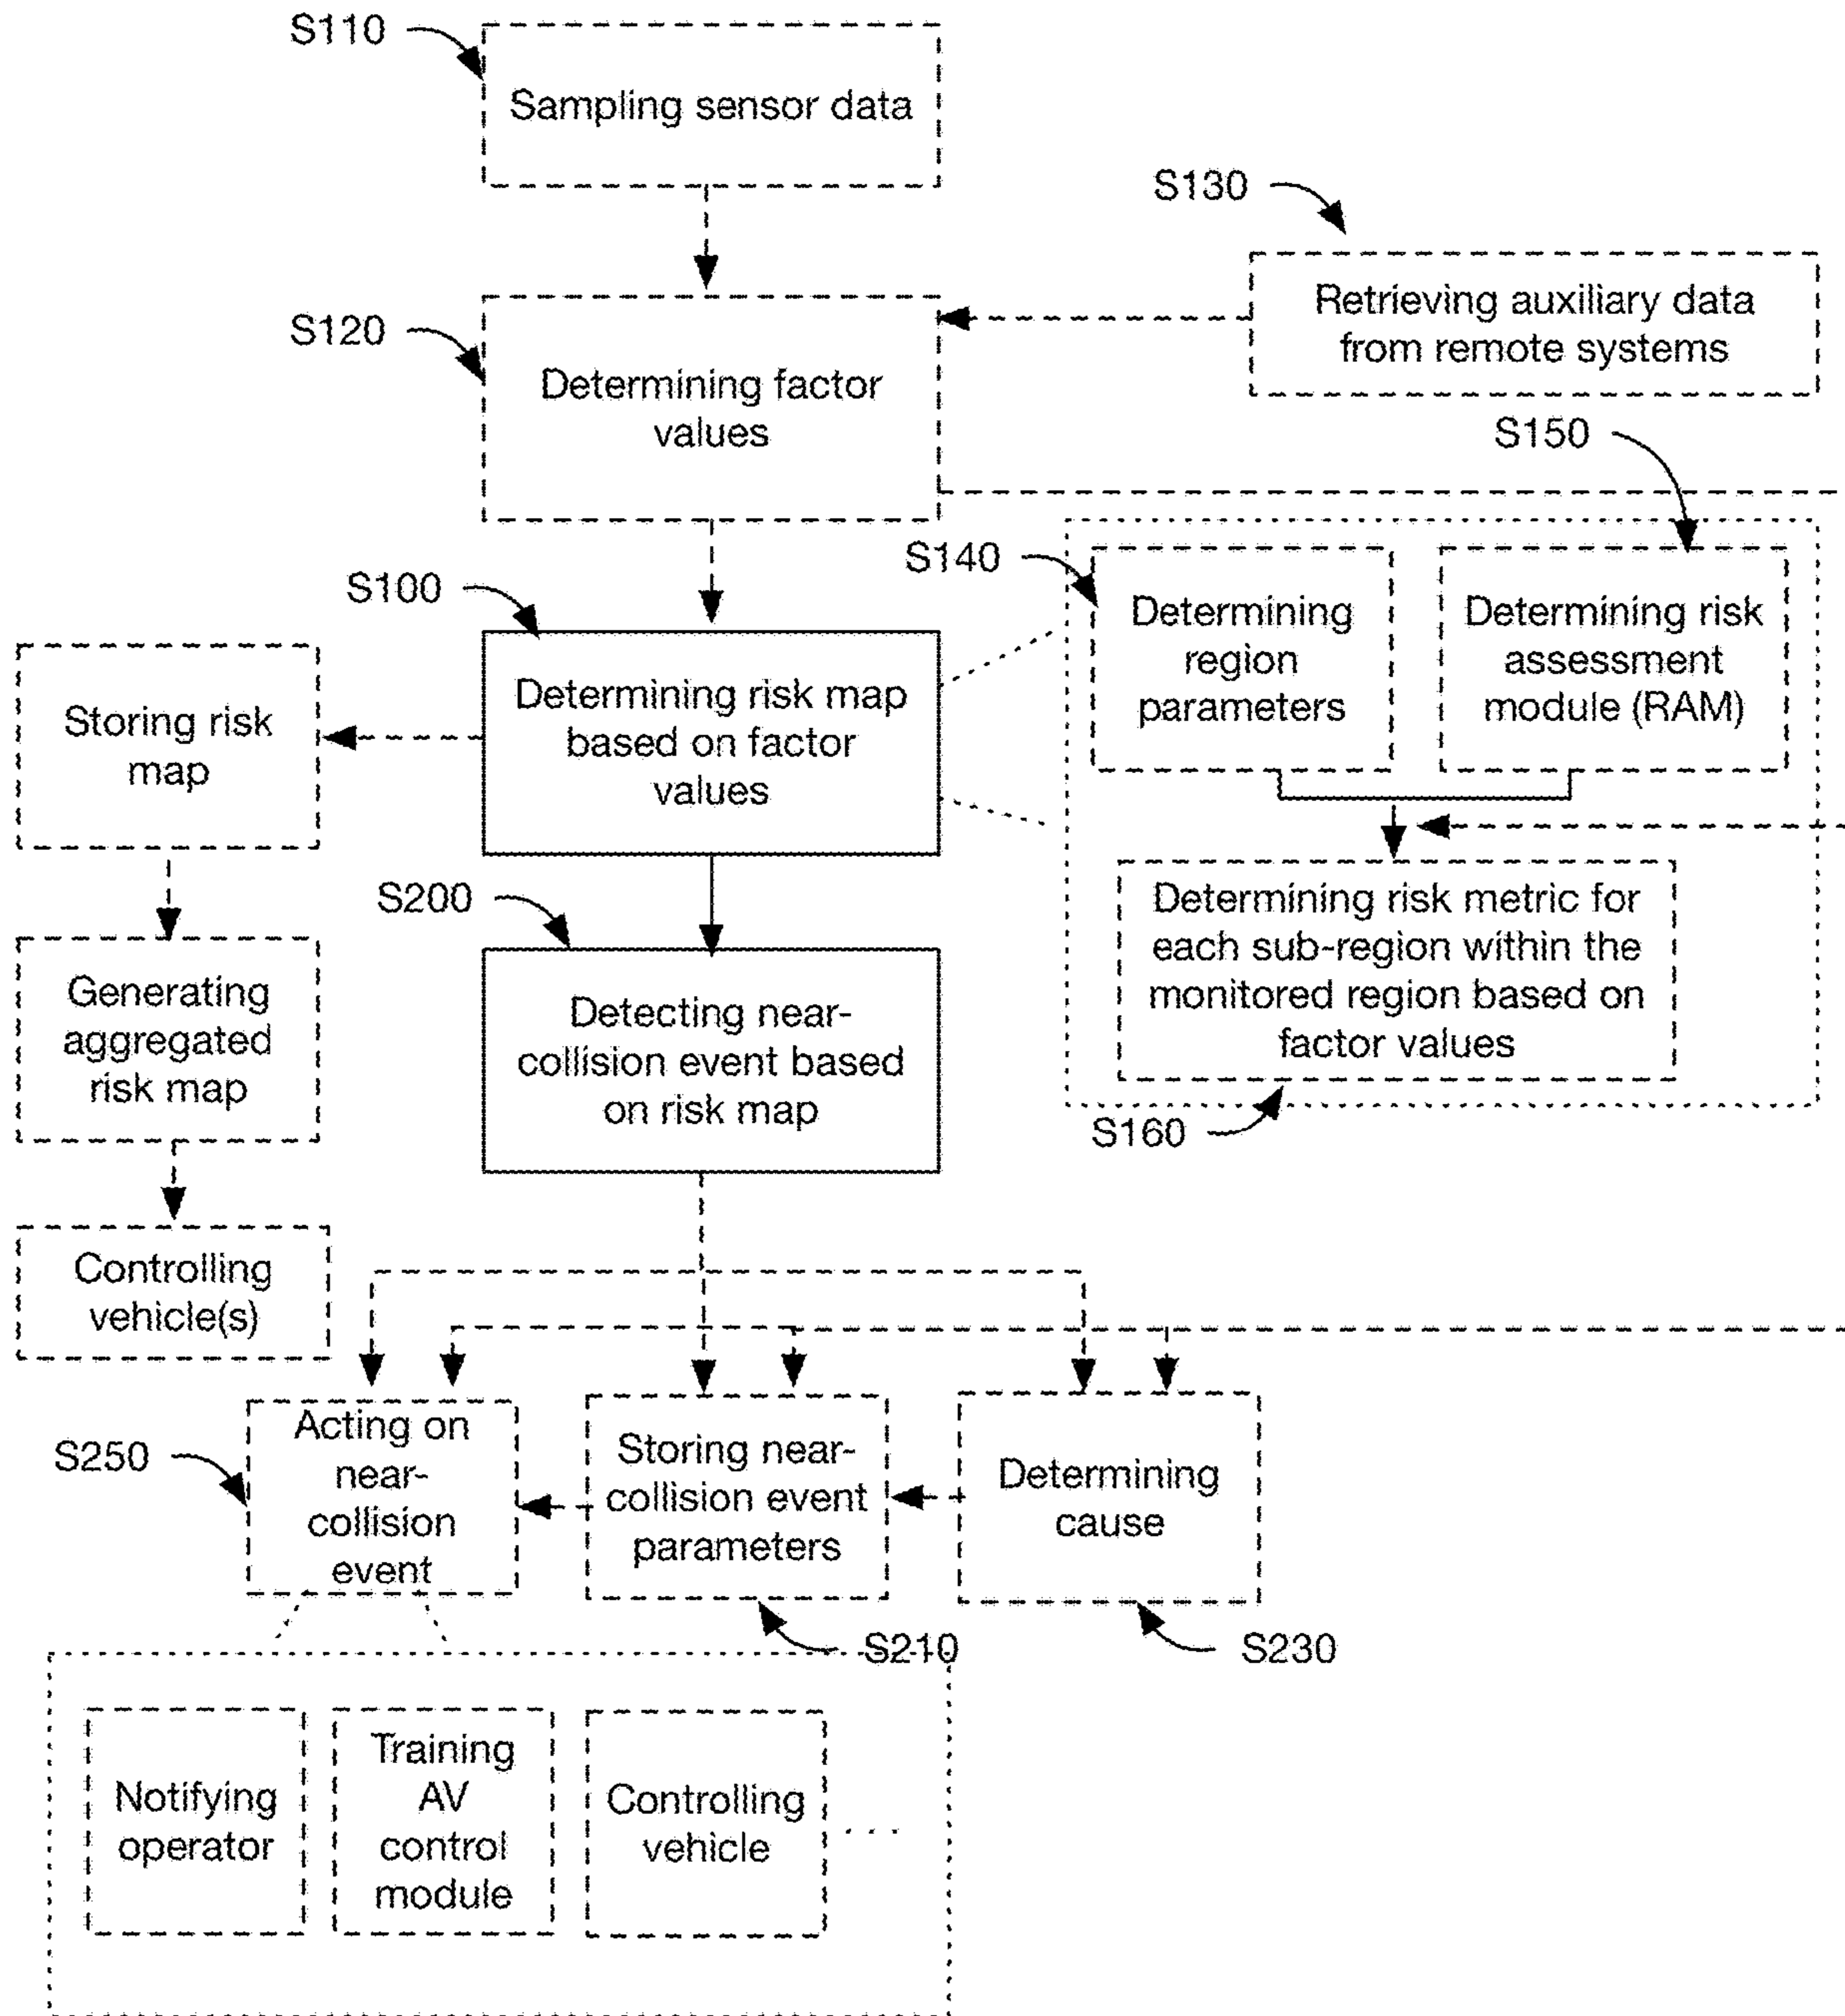 S110
Sampling sensor data
S130
Retrieving auxiliary data
from remote systems
S120
Determining factor
values
S150
S140
Determining
region
parameters
Determining risk
assessment
module (RAM)
S100
Determining risk map
based on factor
values
Storing risk
map
Determining risk metric for
each sub-region within the
monitored region based on
factor values
S160
S200
Detecting near-
collision event based
on risk map
Generating
aggregated
risk map
Controlling
vehicle(s)
S250
Acting on
near-
collision
event
Storing near-
collision event
parameters
Determining
cause
S210
S230
Notifying
operator
Training
AV
control
module
Controlling
vehicle
...